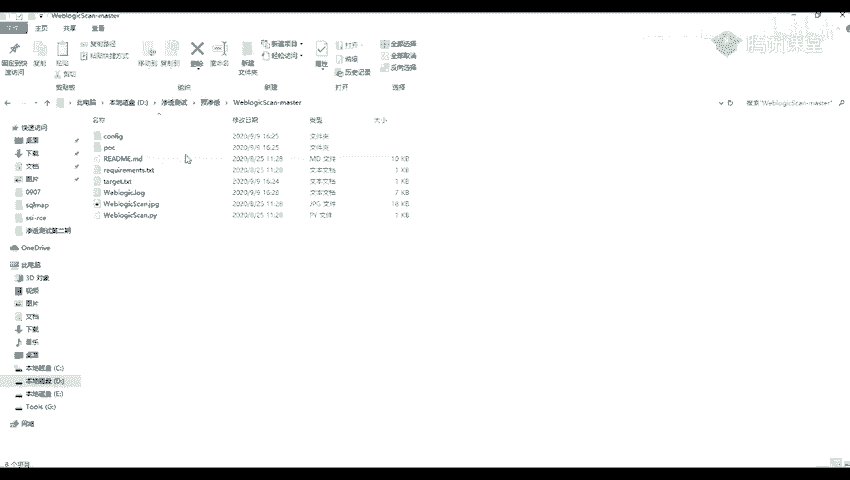 WeblogicScan-master
文件
主页
共享
查看
固定到快
速访问
复制
粘贴
复制路径
粘贴快捷方式
剪切
移动到
复制到
删除
重命名
新建
文件夹
新建项目
轻松访问
属性
打开
编辑
历史记录
全部选择
全部取消
反向选择
剪贴板
组织
新建
打开
选择
腾讯课堂
此电脑
本地磁盘 (D:)
渗透测试
WeblogicScan-master
搜索"WeblogicScan-master"
名称
修改日期
类型
大小
config
2020/9/9 16:25
文件夹
poc
2020/9/9 16:25
文件夹
README.md
2020/8/25 11:28
MD 文件
10 KB
requirements.txt
2020/8/25 11:28
文本文档
1 KB
target.txt
2020/9/9 16:24
文本文档
1 KB
Weblogic.log
2020/9/9 16:28
文本文档
7 KB
WeblogicScan.jpg
2020/8/25 11:28
JPG 文件
18 KB
WeblogicScan.py
2020/8/25 11:28
PY 文件
1 KB
快速访问
桌面
下载
文档
图片
0907
sqlmap
ssi-rce
渗透测试第二期
OneDrive
此电脑
3D 对象
视频
图片
文档
下载
音乐
桌面
本地磁盘 (C:)
本地磁盘 (D:)
本地磁盘 (E:)
Tools (G:)
网络
8 个项目